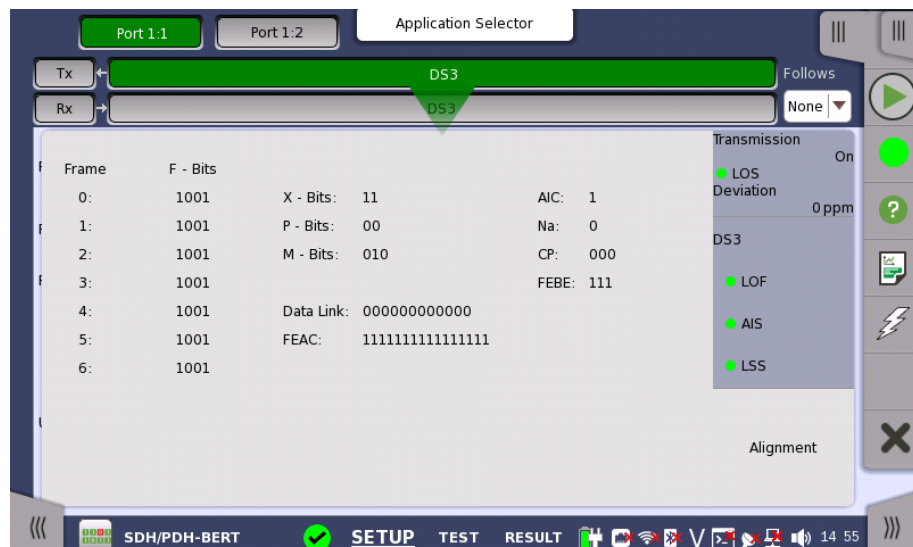 Application Selector
Port 1:1 Port 1:2
Tx DS3 Follows
Rx DS3 None
Transmission
On
LOS
Deviation
0 ppm
DS3
LOF
AIS
LSS
Alignment
Frame F - Bits
0: 1001 X - Bits: 11 AIC: 1
1: 1001 P - Bits: 00 Na: 0
2: 1001 M - Bits: 010 CP: 000
3: 1001 FEBE: 111
4: 1001 Data Link: 000000000000
5: 1001 FEAC: 1111111111111111
6: 1001
SDH/PDH-BERT SETUP TEST RESULT V 14 55